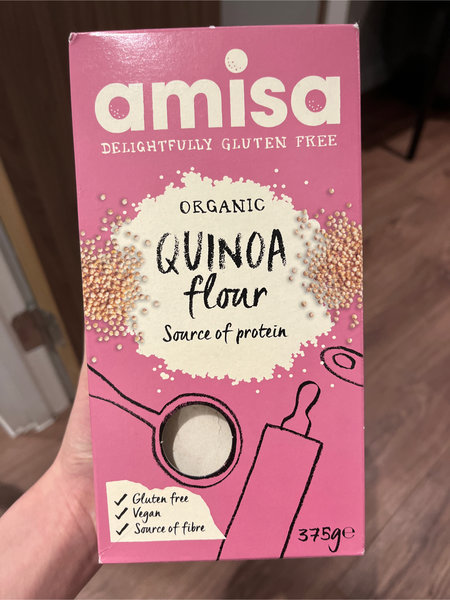 amisa
DELIGHTFULLY GLUTEN FREE
ORGANIC
QUINOA
flour
Source of protein
✓ Gluten free
✓ Vegan
✓ Source of fibre
375g℮